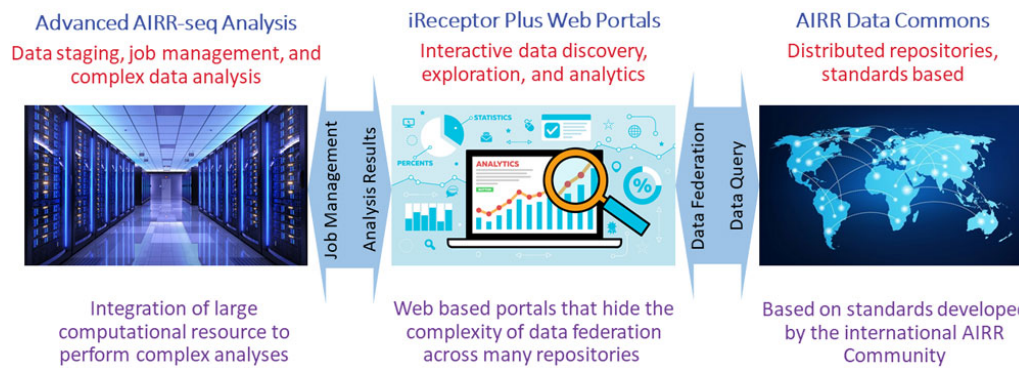 Advanced AIRR-seq Analysis
Data staging, job management, and
complex data analysis
Job Management
Analysis Results
Integration of large
computational resource to
perform complex analyses
iReceptor Plus Web Portals
Interactive data discovery,
exploration, and analytics
STATISTICS
PERCENTS
ANALYTICS
%
Web based portals that hide the
complexity of data federation
across many repositories
Data Federation
Data Query
AIRR Data Commons
Distributed repositories,
standards based
Based on standards developed
by the international AIRR
Community